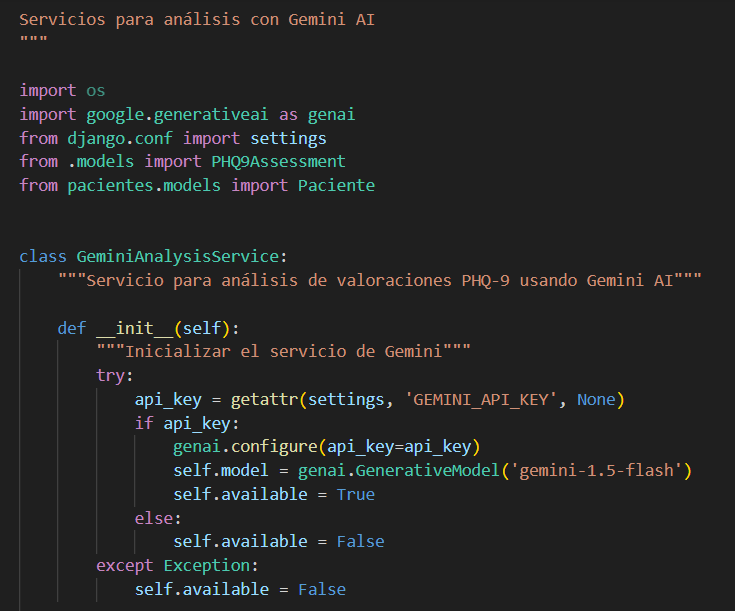 Servicios para análisis con Gemini AI
"""
import os
import google.generativeai as genai
from django.conf import settings
from .models import PHQ9Assessment
from pacientes.models import Paciente
class GeminiAnalysisService:
    """Servicio para análisis de valoraciones PHQ-9 usando Gemini AI"""
    def __init__(self):
        """Inicializar el servicio de Gemini"""
        try:
            api_key = getattr(settings, 'GEMINI_API_KEY', None)
            if api_key:
                genai.configure(api_key=api_key)
                self.model = genai.GenerativeModel('gemini-1.5-flash')
                self.available = True
            else:
                self.available = False
        except Exception:
            self.available = False